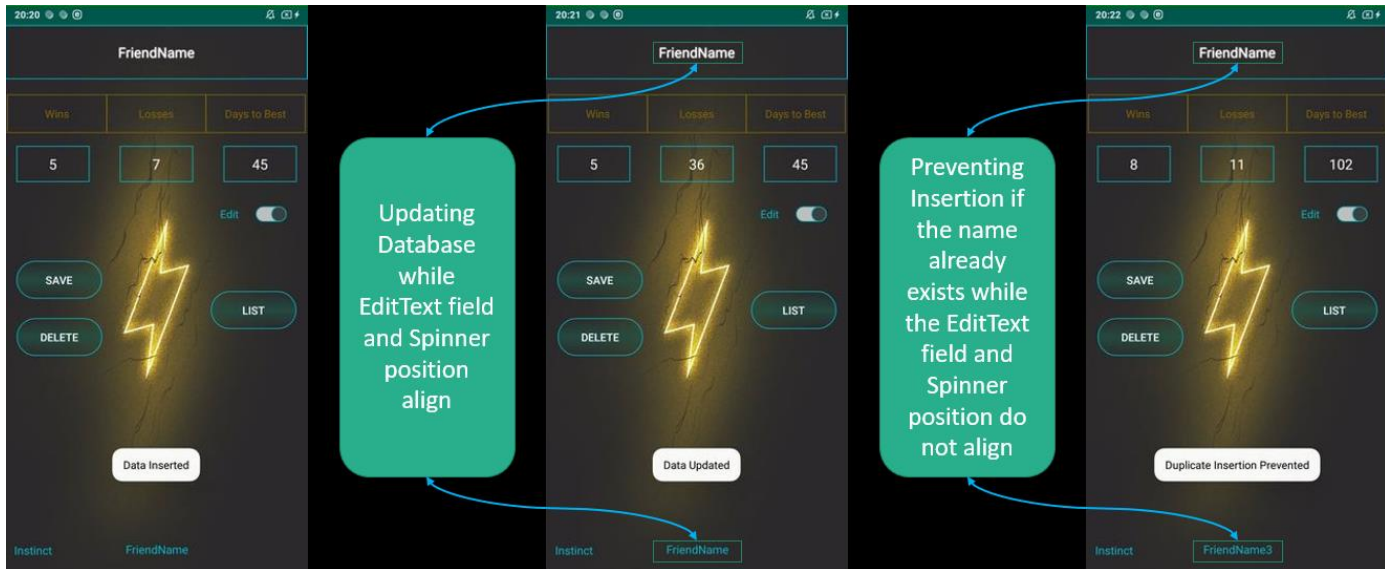 20:20
FriendName
Wins Losses Days to Best
5 7 45
Edit
SAVE
LIST
DELETE
Data Inserted
Instinct FriendName
Updating
Database
while
EditText field
and Spinner
position
align
20:21
FriendName
Wins Losses Days to Best
5 36 45
Edit
SAVE
LIST
DELETE
Data Updated
Instinct FriendName
Preventing
Insertion if
the name
already
exists while
the EditText
field and
Spinner
position do
not align
20:22
FriendName
Wins Losses Days to Best
8 11 102
Edit
SAVE
LIST
DELETE
Duplicate Insertion Prevented
Instinct FriendName3